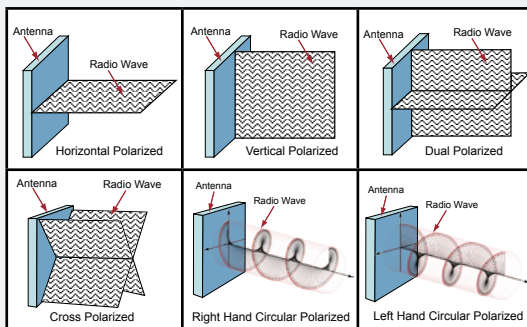 Antenna
Radio Wave
Horizontal Polarized
Antenna
Radio Wave
Vertical Polarized
Antenna
Radio Wave
Dual Polarized
Antenna
Radio Wave
Cross Polarized
Antenna
Radio Wave
Right Hand Circular Polarized
Antenna
Radio Wave
Left Hand Circular Polarized